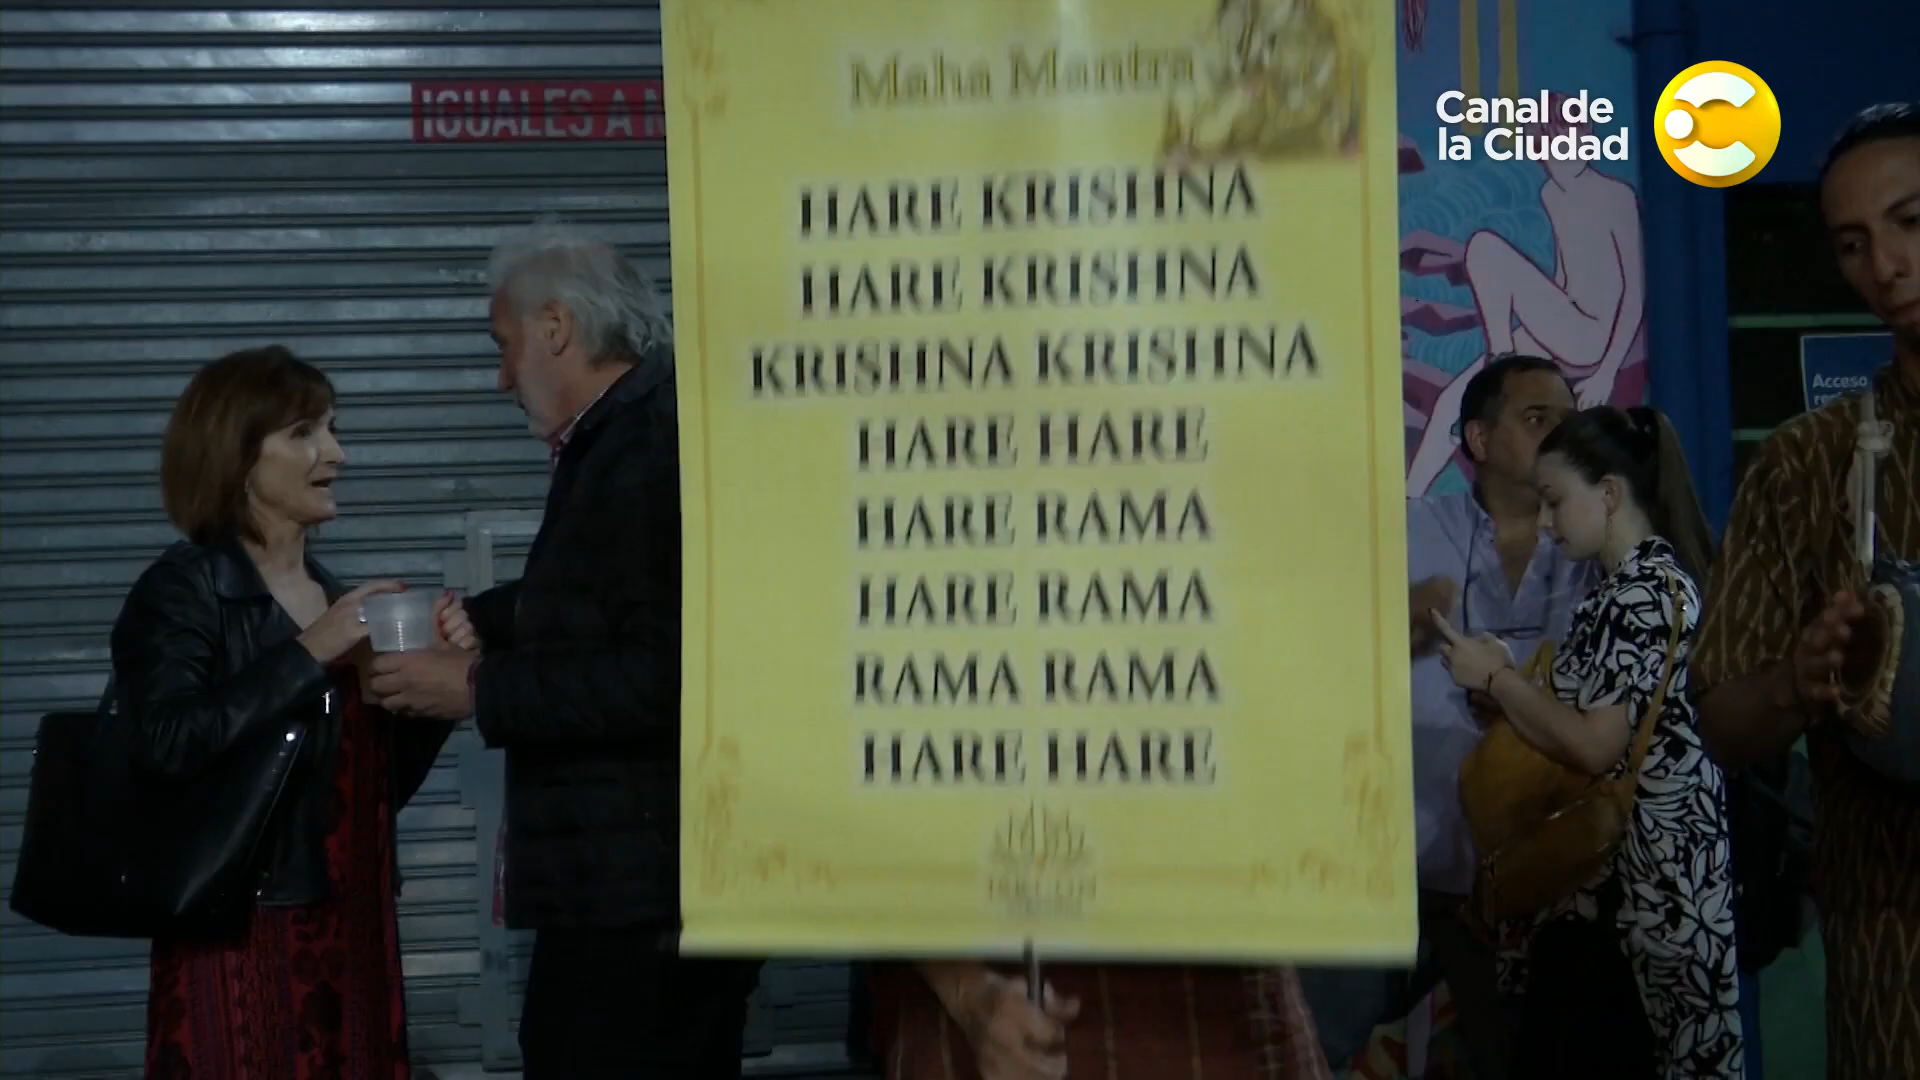 Canal de
la Ciudad
IGUALES A
Maha Mantra
HARE KRISHNA
HARE KRISHNA
KRISHNA KRISHNA
HARE HARE
HARE RAMA
HARE RAMA
RAMA RAMA
HARE HARE
ISKCON
Acceso